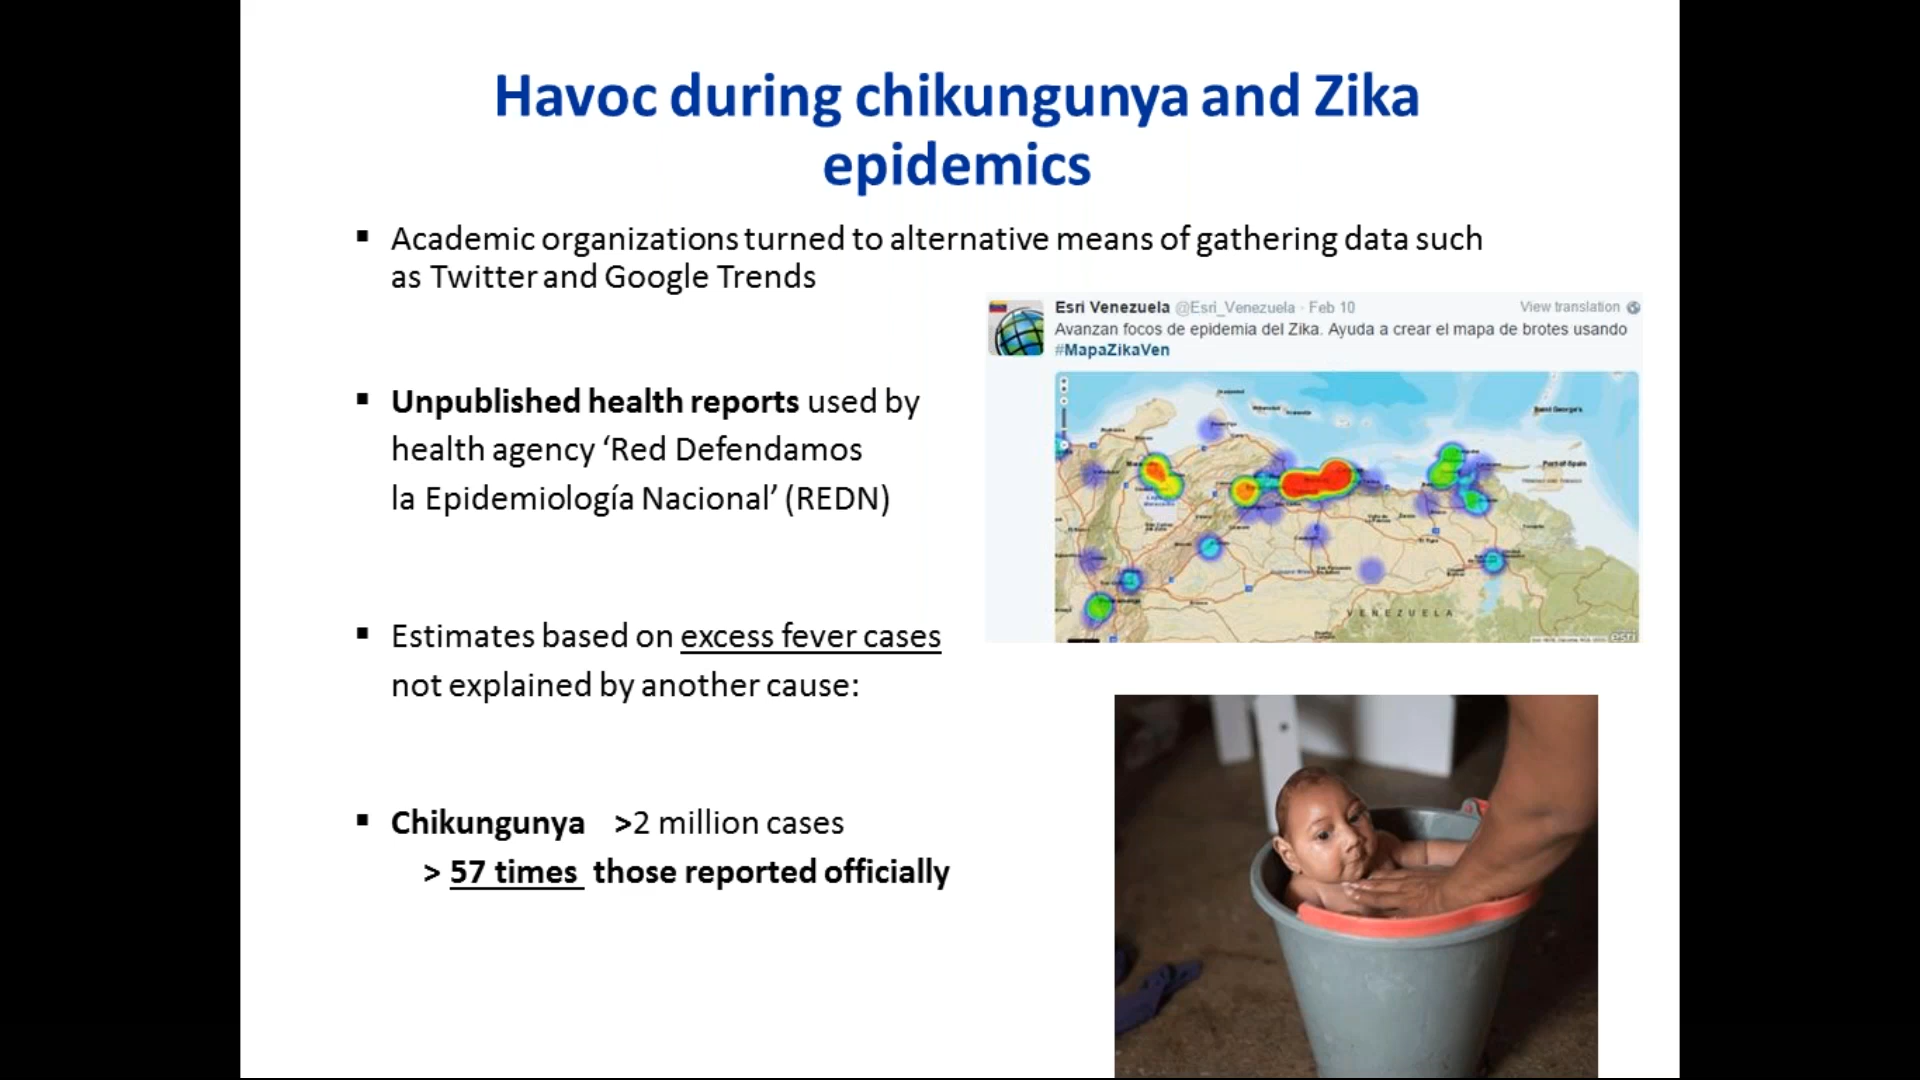 Havoc during chikungunya and Zika
epidemics
▪ Academic organizations turned to alternative means of gathering data such
as Twitter and Google Trends
Esri Venezuela @Esri_Venezuela · Feb 10 View translation
Avanzan focos de epidemia del Zika. Ayuda a crear el mapa de brotes usando
#MapaZikaVen
Port-of-Spain
VENEZUELA
esri
▪ Unpublished health reports used by
health agency ‘Red Defendamos
la Epidemiología Nacional’ (REDN)
▪ Estimates based on excess fever cases
not explained by another cause:
▪ Chikungunya >2 million cases
> 57 times those reported officially